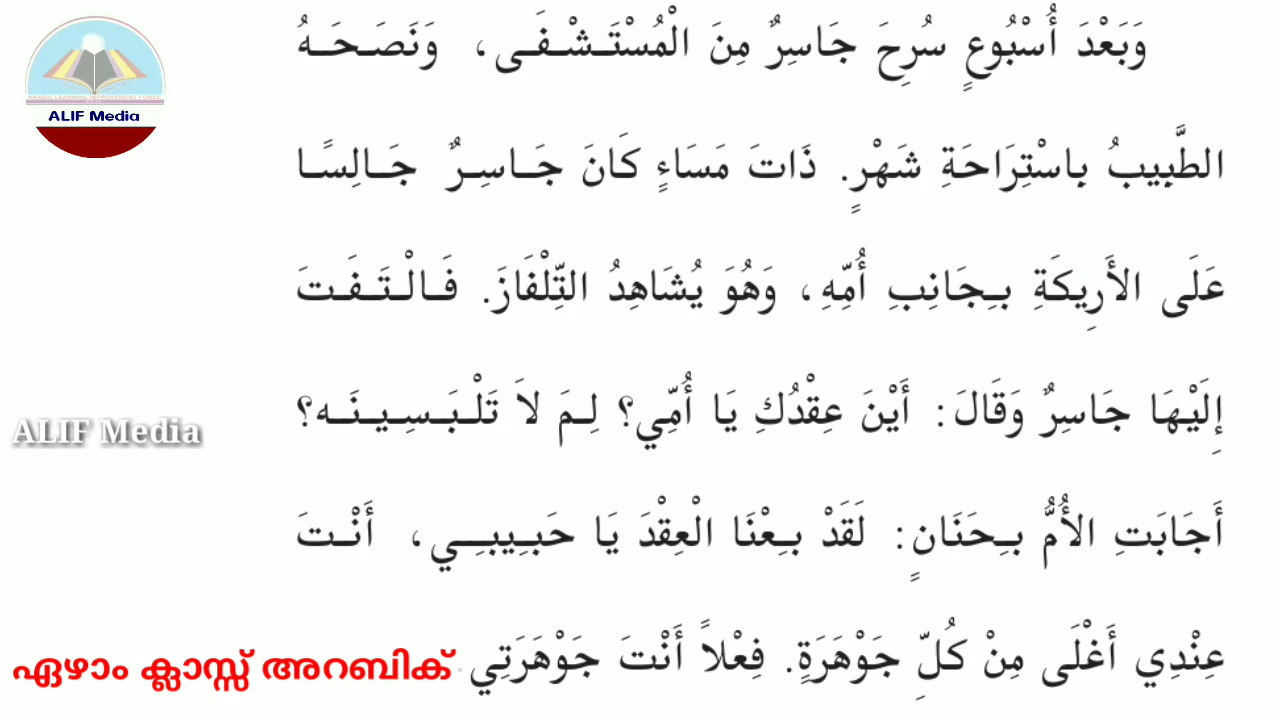 وَبَعْدَ أُسْبُوعٍ سُرِحَ جَاسِرٌ مِنَ الْمُسْتَشْفَى، وَنَصَحَهُ
الطَّبِيبُ بِاسْتِرَاحَةِ شَهْرٍ. ذَاتَ مَسَاءٍ كَانَ جَاسِرٌ جَالِسًا
عَلَى الأَرِيكَةِ بِجَانِبِ أُمِّهِ، وَهُوَ يُشَاهِدُ التِّلْفَازَ. فَالْتَفَتَ
إِلَيْهَا جَاسِرٌ وَقَالَ: أَيْنَ عِقْدُكِ يَا أُمِّي؟ لِمَ لاَ تَلْبَسِينَه؟
أَجَابَتِ الأُمُّ بِحَنَانٍ: لَقَدْ بِعْنَا الْعِقْدَ يَا حَبِيبِي، أَنْتَ
عِنْدِي أَغْلَى مِنْ كُلِّ جَوْهَرَةٍ. فِعْلاً أَنْتَ جَوْهَرَتِي.
ALIF Media
ALIF Media
ഏഴാം ക്ലാസ്സ് അറബിക്